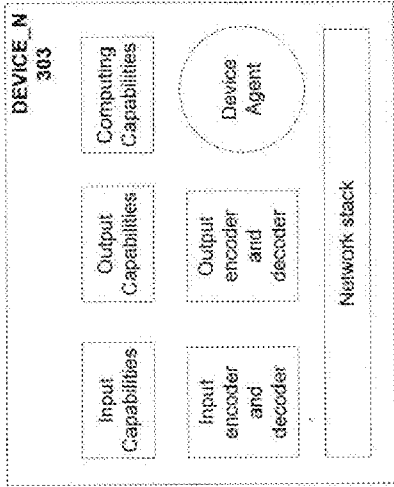 DEVICE_N
303
Input
Capabilities
Output
Capabilities
Computing
Capabilities
Input
encoder
and
decoder
Output
encoder
and
decoder
Device
Agent
Network stack